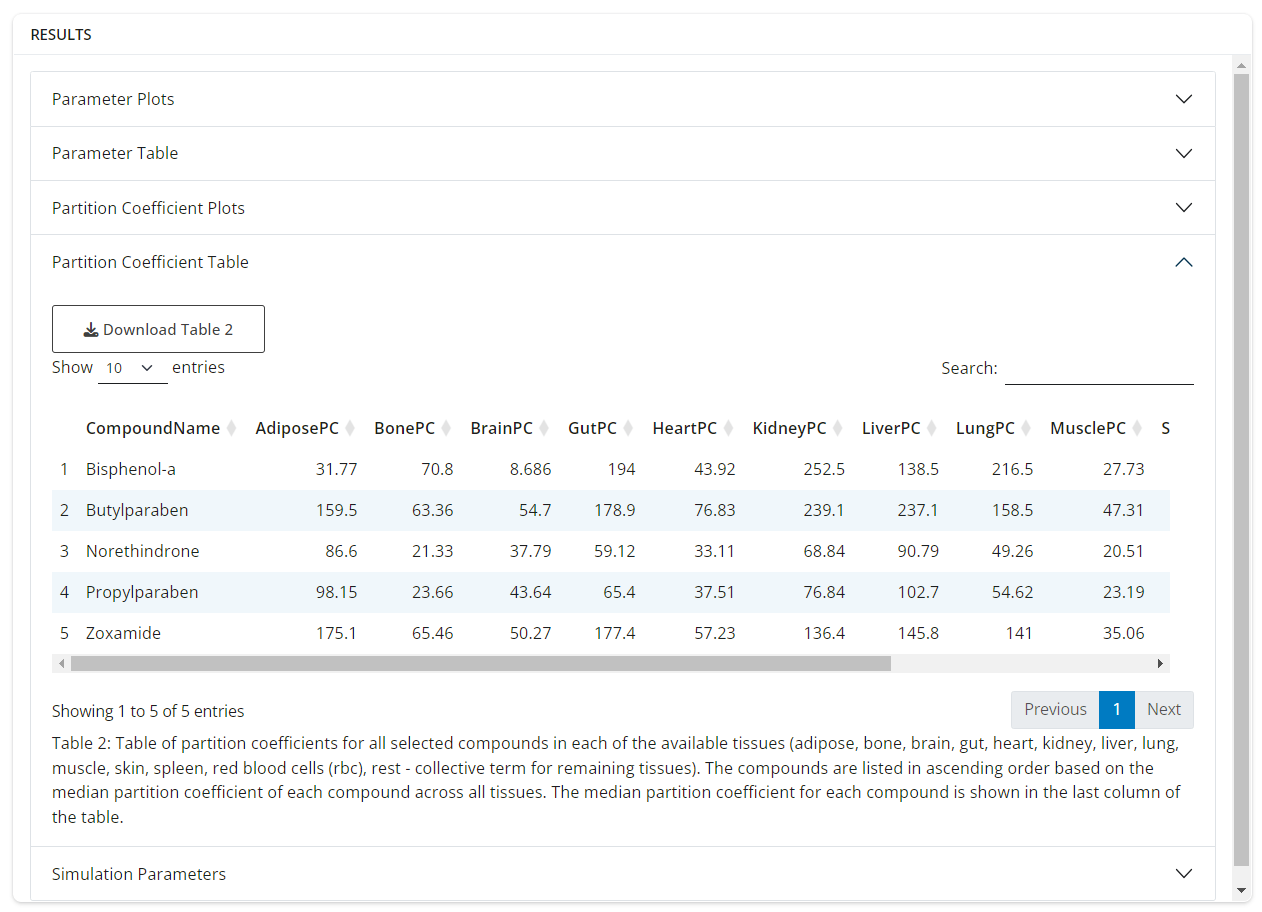 RESULTS
Parameter Plots
Parameter Table
Partition Coefficient Plots
Partition Coefficient Table
Download Table 2
Show 10 entries
Search:
CompoundName AdiposePC BonePC BrainPC GutPC HeartPC KidneyPC LiverPC LungPC MusclePC S
1 Bisphenol-a 31.77 70.8 8.686 194 43.92 252.5 138.5 216.5 27.73
2 Butylparaben 159.5 63.36 54.7 178.9 76.83 239.1 237.1 158.5 47.31
3 Norethindrone 86.6 21.33 37.79 59.12 33.11 68.84 90.79 49.26 20.51
4 Propylparaben 98.15 23.66 43.64 65.4 37.51 76.84 102.7 54.62 23.19
5 Zoxamide 175.1 65.46 50.27 177.4 57.23 136.4 145.8 141 35.06
Showing 1 to 5 of 5 entries
Previous 1 Next
Table 2: Table of partition coefficients for all selected compounds in each of the available tissues (adipose, bone, brain, gut, heart, kidney, liver, lung,
muscle, skin, spleen, red blood cells (rbc), rest - collective term for remaining tissues). The compounds are listed in ascending order based on the
median partition coefficient of each compound across all tissues. The median partition coefficient for each compound is shown in the last column of
the table.
Simulation Parameters